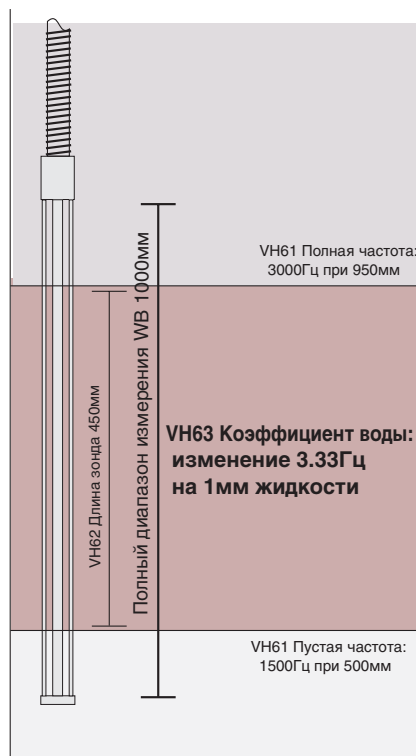 VH61 Полная частота:
3000Гц при 950мм
VH62 Длина зонда 450мм
Полный диапазон измерения WB 1000мм
VH63 Коэффициент воды:
изменение 3.33Гц
на 1мм жидкости
VH61 Пустая частота:
1500Гц при 500мм